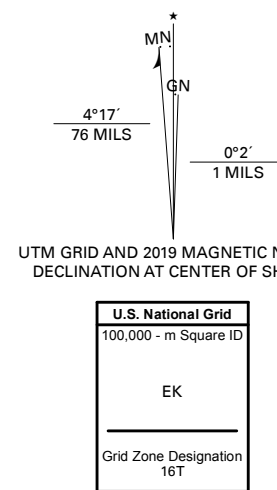 ★
MN
GN
4°17´
76 MILS
0°2´
1 MILS
UTM GRID AND 2019 MAGNETIC N
DECLINATION AT CENTER OF SH
U.S. National Grid
100,000 - m Square ID
EK
Grid Zone Designation
16T